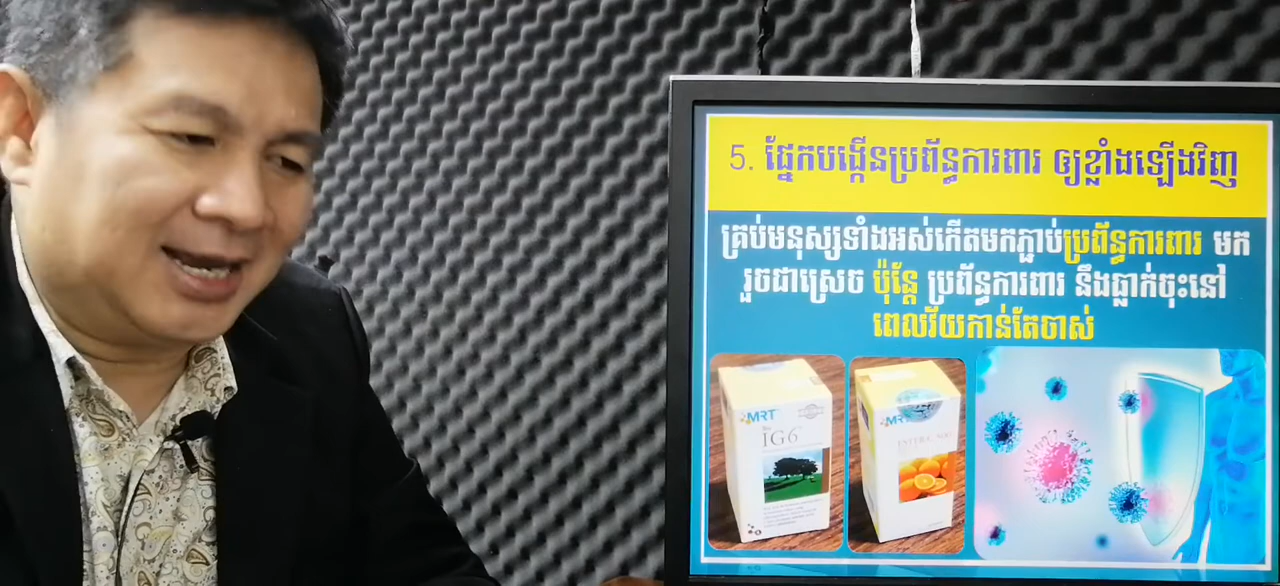 5. ផ្នែកបង្កើនប្រព័ន្ធការពារ ឲ្យខ្លាំងឡើងវិញ
គ្រប់មនុស្សទាំងអស់កើតមកភ្ជាប់ប្រព័ន្ធការពារ មក
រួចជាស្រេច ប៉ុន្តែ ប្រព័ន្ធការពារ នឹងធ្លាក់ចុះនៅ
ពេលវ័យកាន់តែចាស់
MRT
IG6
MRT